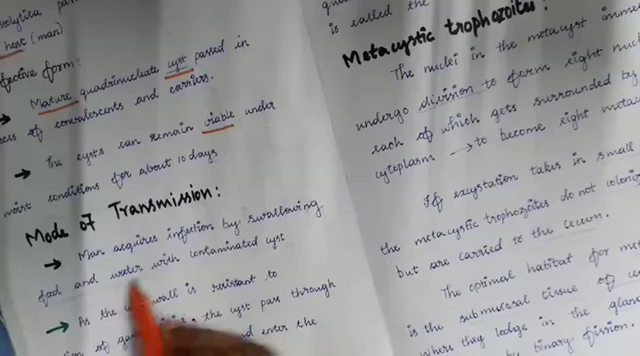 host (man)
form:
→ Mature quadrinucleate cyst passed in
of convalescents and carriers.
→ The cysts can remain viable under
moist conditions for about 10 days
Mode of Transmission:
→ Man acquires infection by swallowing
food and water with contaminated cyst
→ As the wall is resistant to
of the cyst pass through
enter the
is called the
Metacystic trophozoites:
The nuclei in the metacyst
undergo division to form eight
each of which gets surrounded by
cytoplasm → to become eight
If excystation takes in small
the metacystic trophozoites do not
but are carried to the cecum.
The optimal habitat for
is the submucosal tissue of
where they lodge in the
by binary fission.